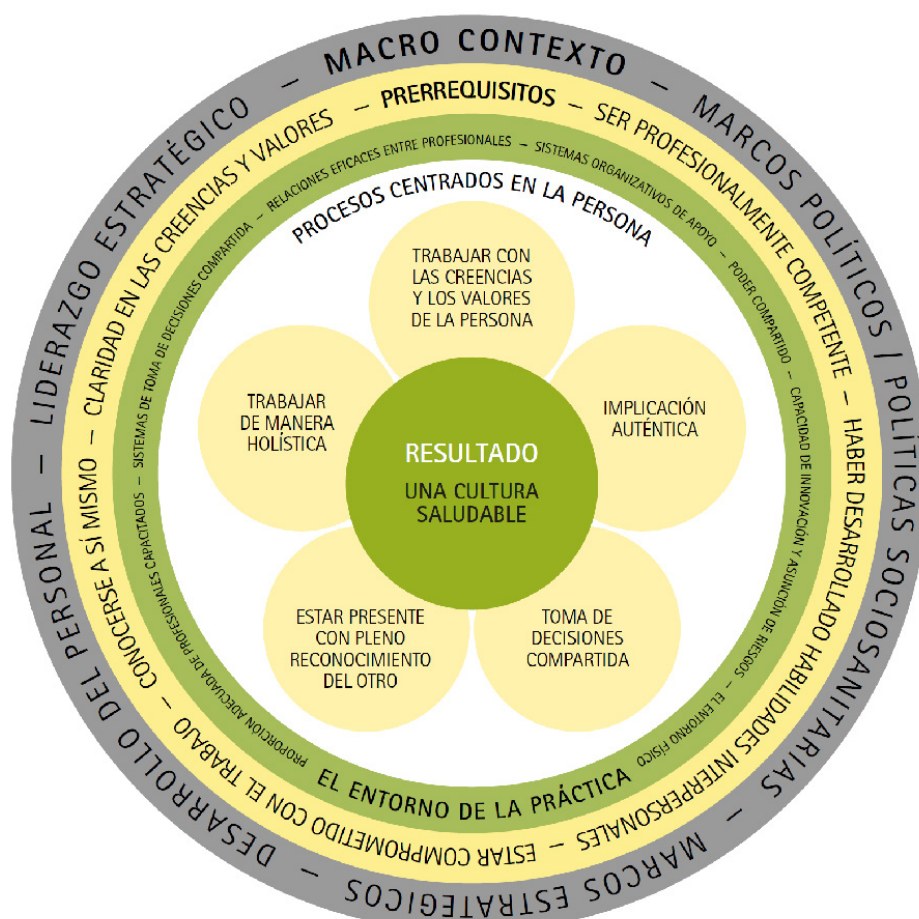 MACRO CONTEXTO – MARCOS POLÍTICOS / POLÍTICAS SOCIOSANITARIAS – MARCOS ESTRATÉGICOS – DESARROLLO DEL PERSONAL – LIDERAZGO ESTRATÉGICO –
PRERREQUISITOS – SER PROFESIONALMENTE COMPETENTE – HABER DESARROLLADO HABILIDADES INTERPERSONALES – ESTAR COMPROMETIDO CON EL TRABAJO – CONOCERSE A SÍ MISMO – CLARIDAD EN LAS CREENCIAS Y VALORES –
EL ENTORNO DE LA PRÁCTICA
PROPORCIÓN ADECUADA DE PROFESIONALES CAPACITADOS – SISTEMAS DE TOMA DE DECISIONES COMPARTIDA – RELACIONES EFICACES ENTRE PROFESIONALES – SISTEMAS ORGANIZATIVOS DE APOYO – PODER COMPARTIDO – CAPACIDAD DE INNOVACIÓN Y ASUNCIÓN DE RIESGOS – EL ENTORNO FÍSICO
PROCESOS CENTRADOS EN LA PERSONA
TRABAJAR CON
LAS CREENCIAS
Y LOS VALORES
DE LA PERSONA
IMPLICACIÓN
AUTÉNTICA
TOMA DE
DECISIONES
COMPARTIDA
ESTAR PRESENTE
CON PLENO
RECONOCIMIENTO
DEL OTRO
TRABAJAR
DE MANERA
HOLÍSTICA
RESULTADO
UNA CULTURA
SALUDABLE